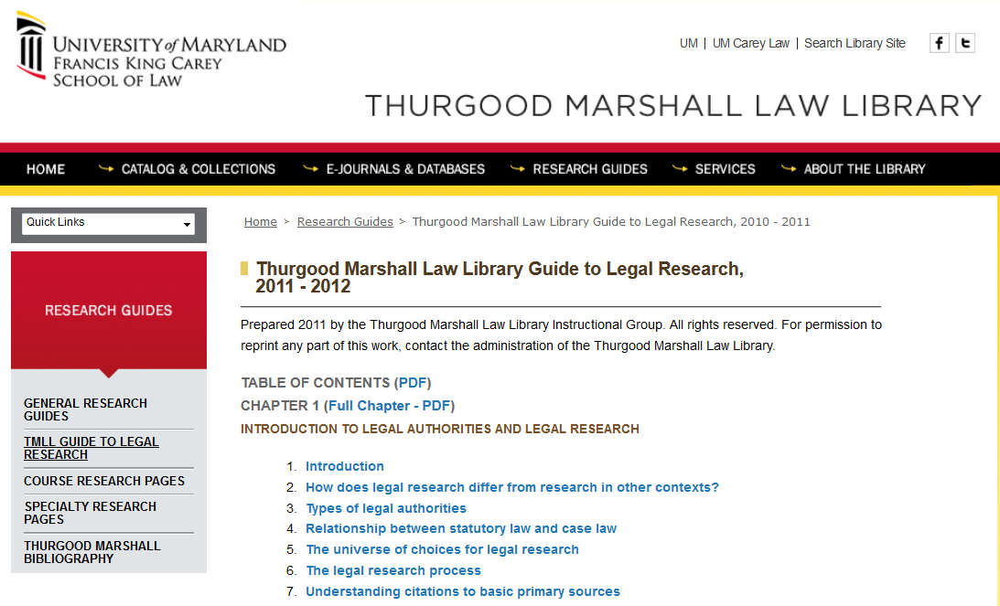 UNIVERSITY of MARYLAND
FRANCIS KING CAREY
SCHOOL OF LAW
UM | UM Carey Law | Search Library Site
THURGOOD MARSHALL LAW LIBRARY
HOME CATALOG & COLLECTIONS E-JOURNALS & DATABASES RESEARCH GUIDES SERVICES ABOUT THE LIBRARY
Quick Links
Home > Research Guides > Thurgood Marshall Law Library Guide to Legal Research, 2010 - 2011
RESEARCH GUIDES
GENERAL RESEARCH
GUIDES
TMLL GUIDE TO LEGAL
RESEARCH
COURSE RESEARCH PAGES
SPECIALTY RESEARCH
PAGES
THURGOOD MARSHALL
BIBLIOGRAPHY
Thurgood Marshall Law Library Guide to Legal Research,
2011 - 2012
Prepared 2011 by the Thurgood Marshall Law Library Instructional Group. All rights reserved. For permission to
reprint any part of this work, contact the administration of the Thurgood Marshall Law Library.
TABLE OF CONTENTS (PDF)
CHAPTER 1 (Full Chapter - PDF)
INTRODUCTION TO LEGAL AUTHORITIES AND LEGAL RESEARCH
1. Introduction
2. How does legal research differ from research in other contexts?
3. Types of legal authorities
4. Relationship between statutory law and case law
5. The universe of choices for legal research
6. The legal research process
7. Understanding citations to basic primary sources